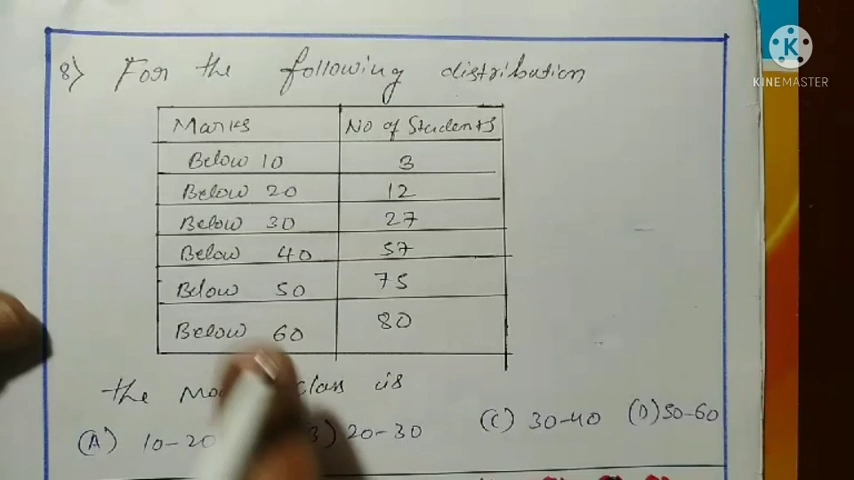 K
KINEMASTER
8) For the following distribution
Marks No of Students
Below 10 3
Below 20 12
Below 30 27
Below 40 57
Below 50 75
Below 60 80
the class is
(A) 10-20 20-30 (C) 30-40 (D) 50-60